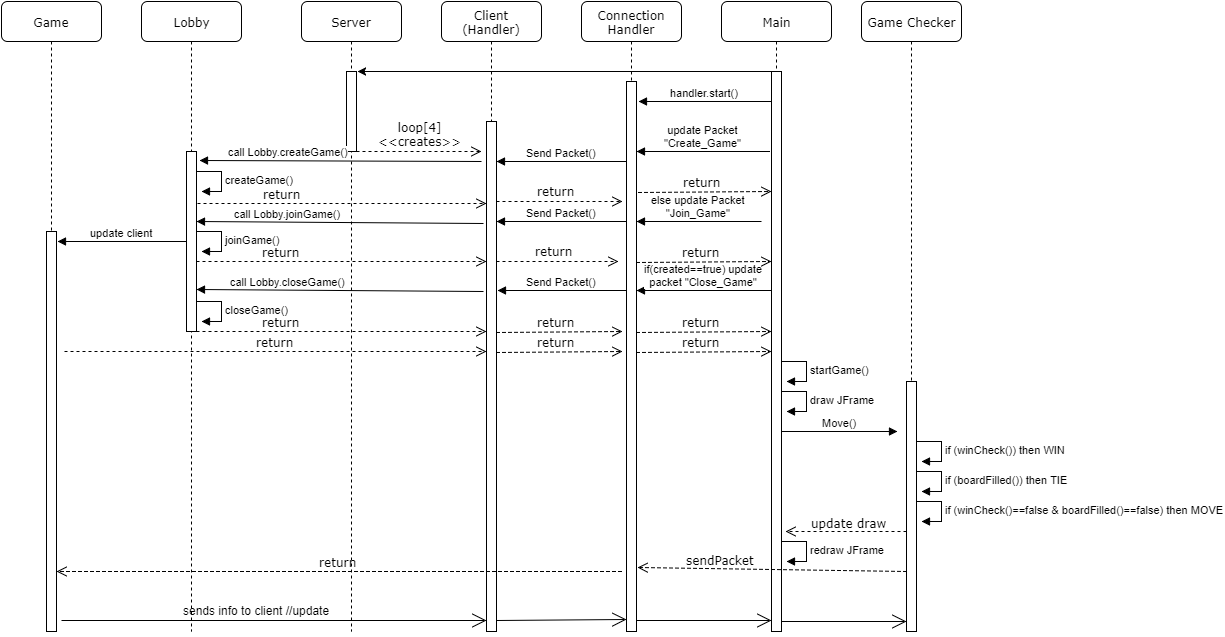 Game
Lobby
Server
Client
(Handler)
Connection
Handler
Main
Game Checker
handler.start()
loop[4]
<<creates>>
update Packet
"Create_Game"
call Lobby.createGame()
Send Packet()
createGame()
return
return
return
else update Packet
"Join_Game"
call Lobby.joinGame()
Send Packet()
update client
joinGame()
return
return
return
if(created==true) update
packet "Close_Game"
call Lobby.closeGame()
Send Packet()
closeGame()
return
return
return
return
return
return
startGame()
draw JFrame
Move()
if (winCheck()) then WIN
if (boardFilled()) then TIE
if (winCheck()==false & boardFilled()==false) then MOVE
update draw
redraw JFrame
return
sendPacket
sends info to client //update